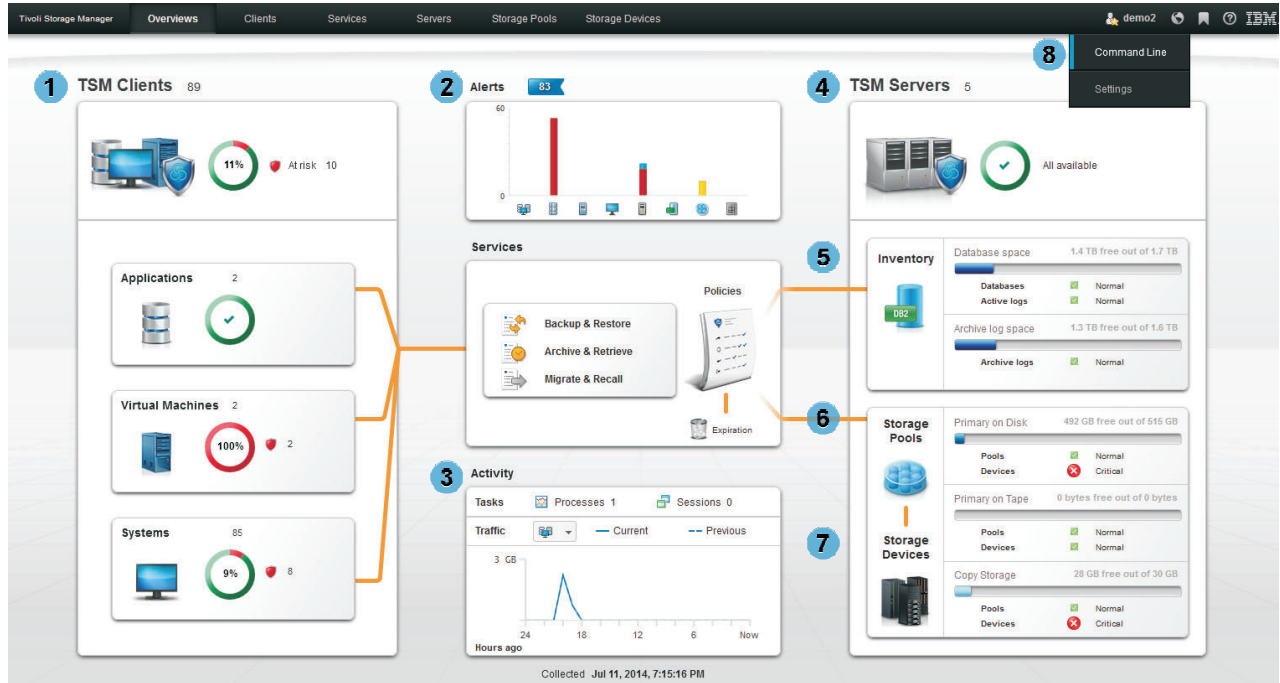 Tivoli Storage Manager Overviews Clients Services Servers Storage Pools Storage Devices demo2 IBM
8 Command Line
Settings
1 TSM Clients 89
11% At risk 10
Applications 2
Virtual Machines 2
100% 2
Systems 85
9% 8
2 Alerts 83
60
0
Services
Backup & Restore
Archive & Retrieve
Migrate & Recall
Policies
Expiration
3 Activity
Tasks Processes 1 Sessions 0
Traffic Current Previous
3 GB
24 18 12 6 Now
Hours ago
4 TSM Servers 5
All available
5 Inventory
DB2
Database space 1.4 TB free out of 1.7 TB
Databases Normal
Active logs Normal
Archive log space 1.3 TB free out of 1.6 TB
Archive logs Normal
6 Storage
Pools
Primary on Disk 492 GB free out of 515 GB
Pools Normal
Devices Critical
Primary on Tape 0 bytes free out of 0 bytes
7 Storage
Devices
Pools Normal
Devices Normal
Copy Storage 28 GB free out of 30 GB
Pools Normal
Devices Critical
Collected Jul 11, 2014, 7:15:16 PM